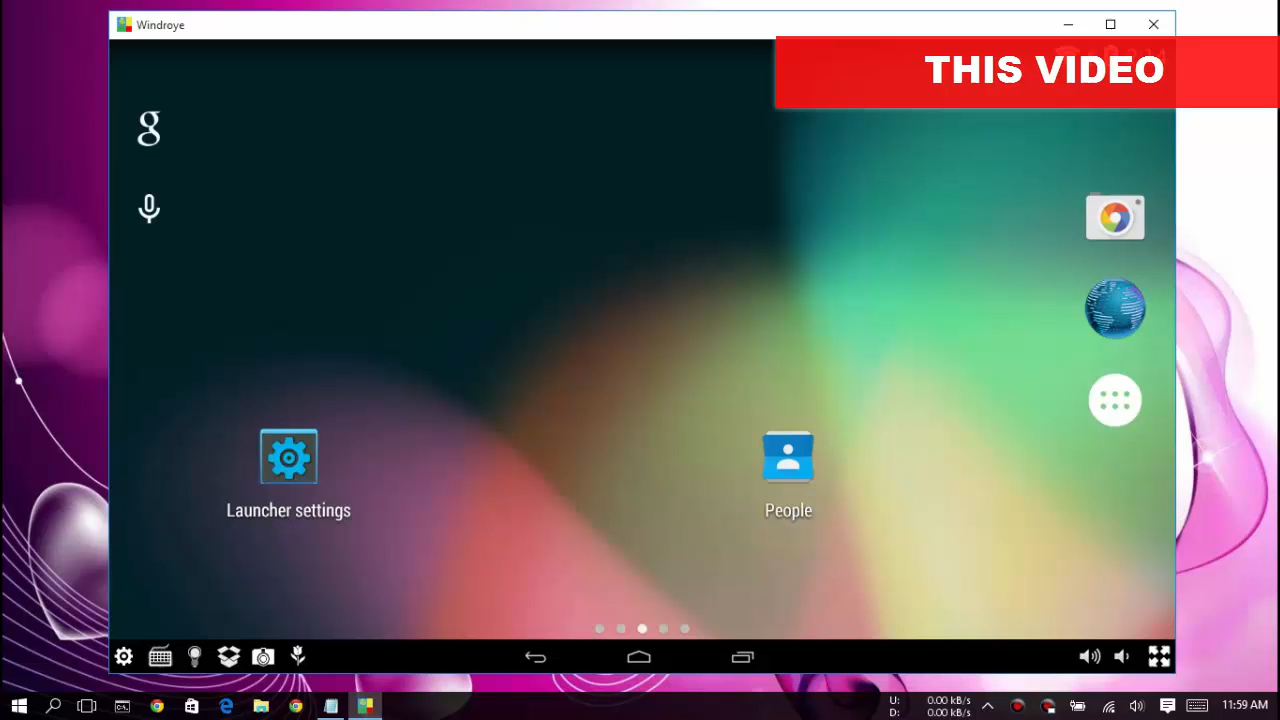 Windroye
THIS VIDEO
g
Launcher settings
People
U: 0.00 kB/s
D: 0.00 kB/s
11:59 AM